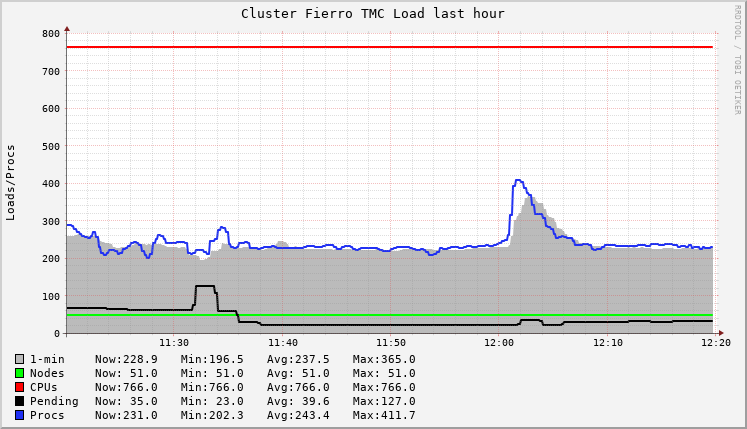 Cluster Fierro TMC Load last hour
RRDTOOL / TOBI OETIKER
Loads/Procs
800
700
600
500
400
300
200
100
0
11:30 11:40 11:50 12:00 12:10 12:20
1-min Now:228.9 Min:196.5 Avg:237.5 Max:365.0
Nodes Now: 51.0 Min: 51.0 Avg: 51.0 Max: 51.0
CPUs Now:766.0 Min:766.0 Avg:766.0 Max:766.0
Pending Now: 35.0 Min: 23.0 Avg: 39.6 Max:127.0
Procs Now:231.0 Min:202.3 Avg:243.4 Max:411.7